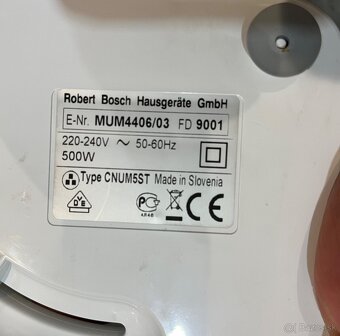 Robert Bosch Hausgeräte GmbH
E-Nr. MUM4406/03 FD 9001
220-240V ~ 50-60Hz
500W
Type CNUM5ST Made in Slovenia